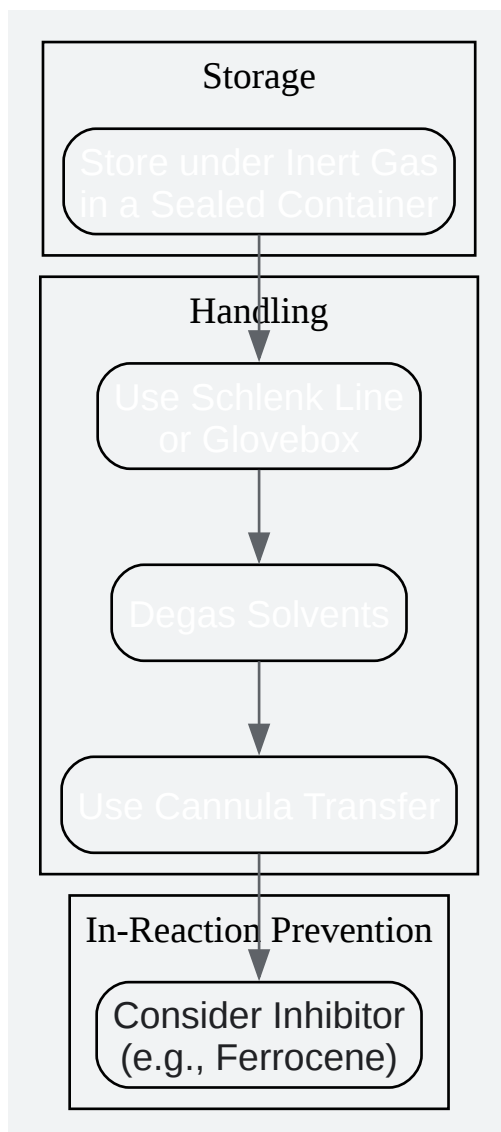 Storage
Store under Inert Gas
in a Sealed Container
Handling
Use Schlenk Line
or Glovebox
Degas Solvents
Use Cannula Transfer
In-Reaction Prevention
Consider Inhibitor
(e.g., Ferrocene)